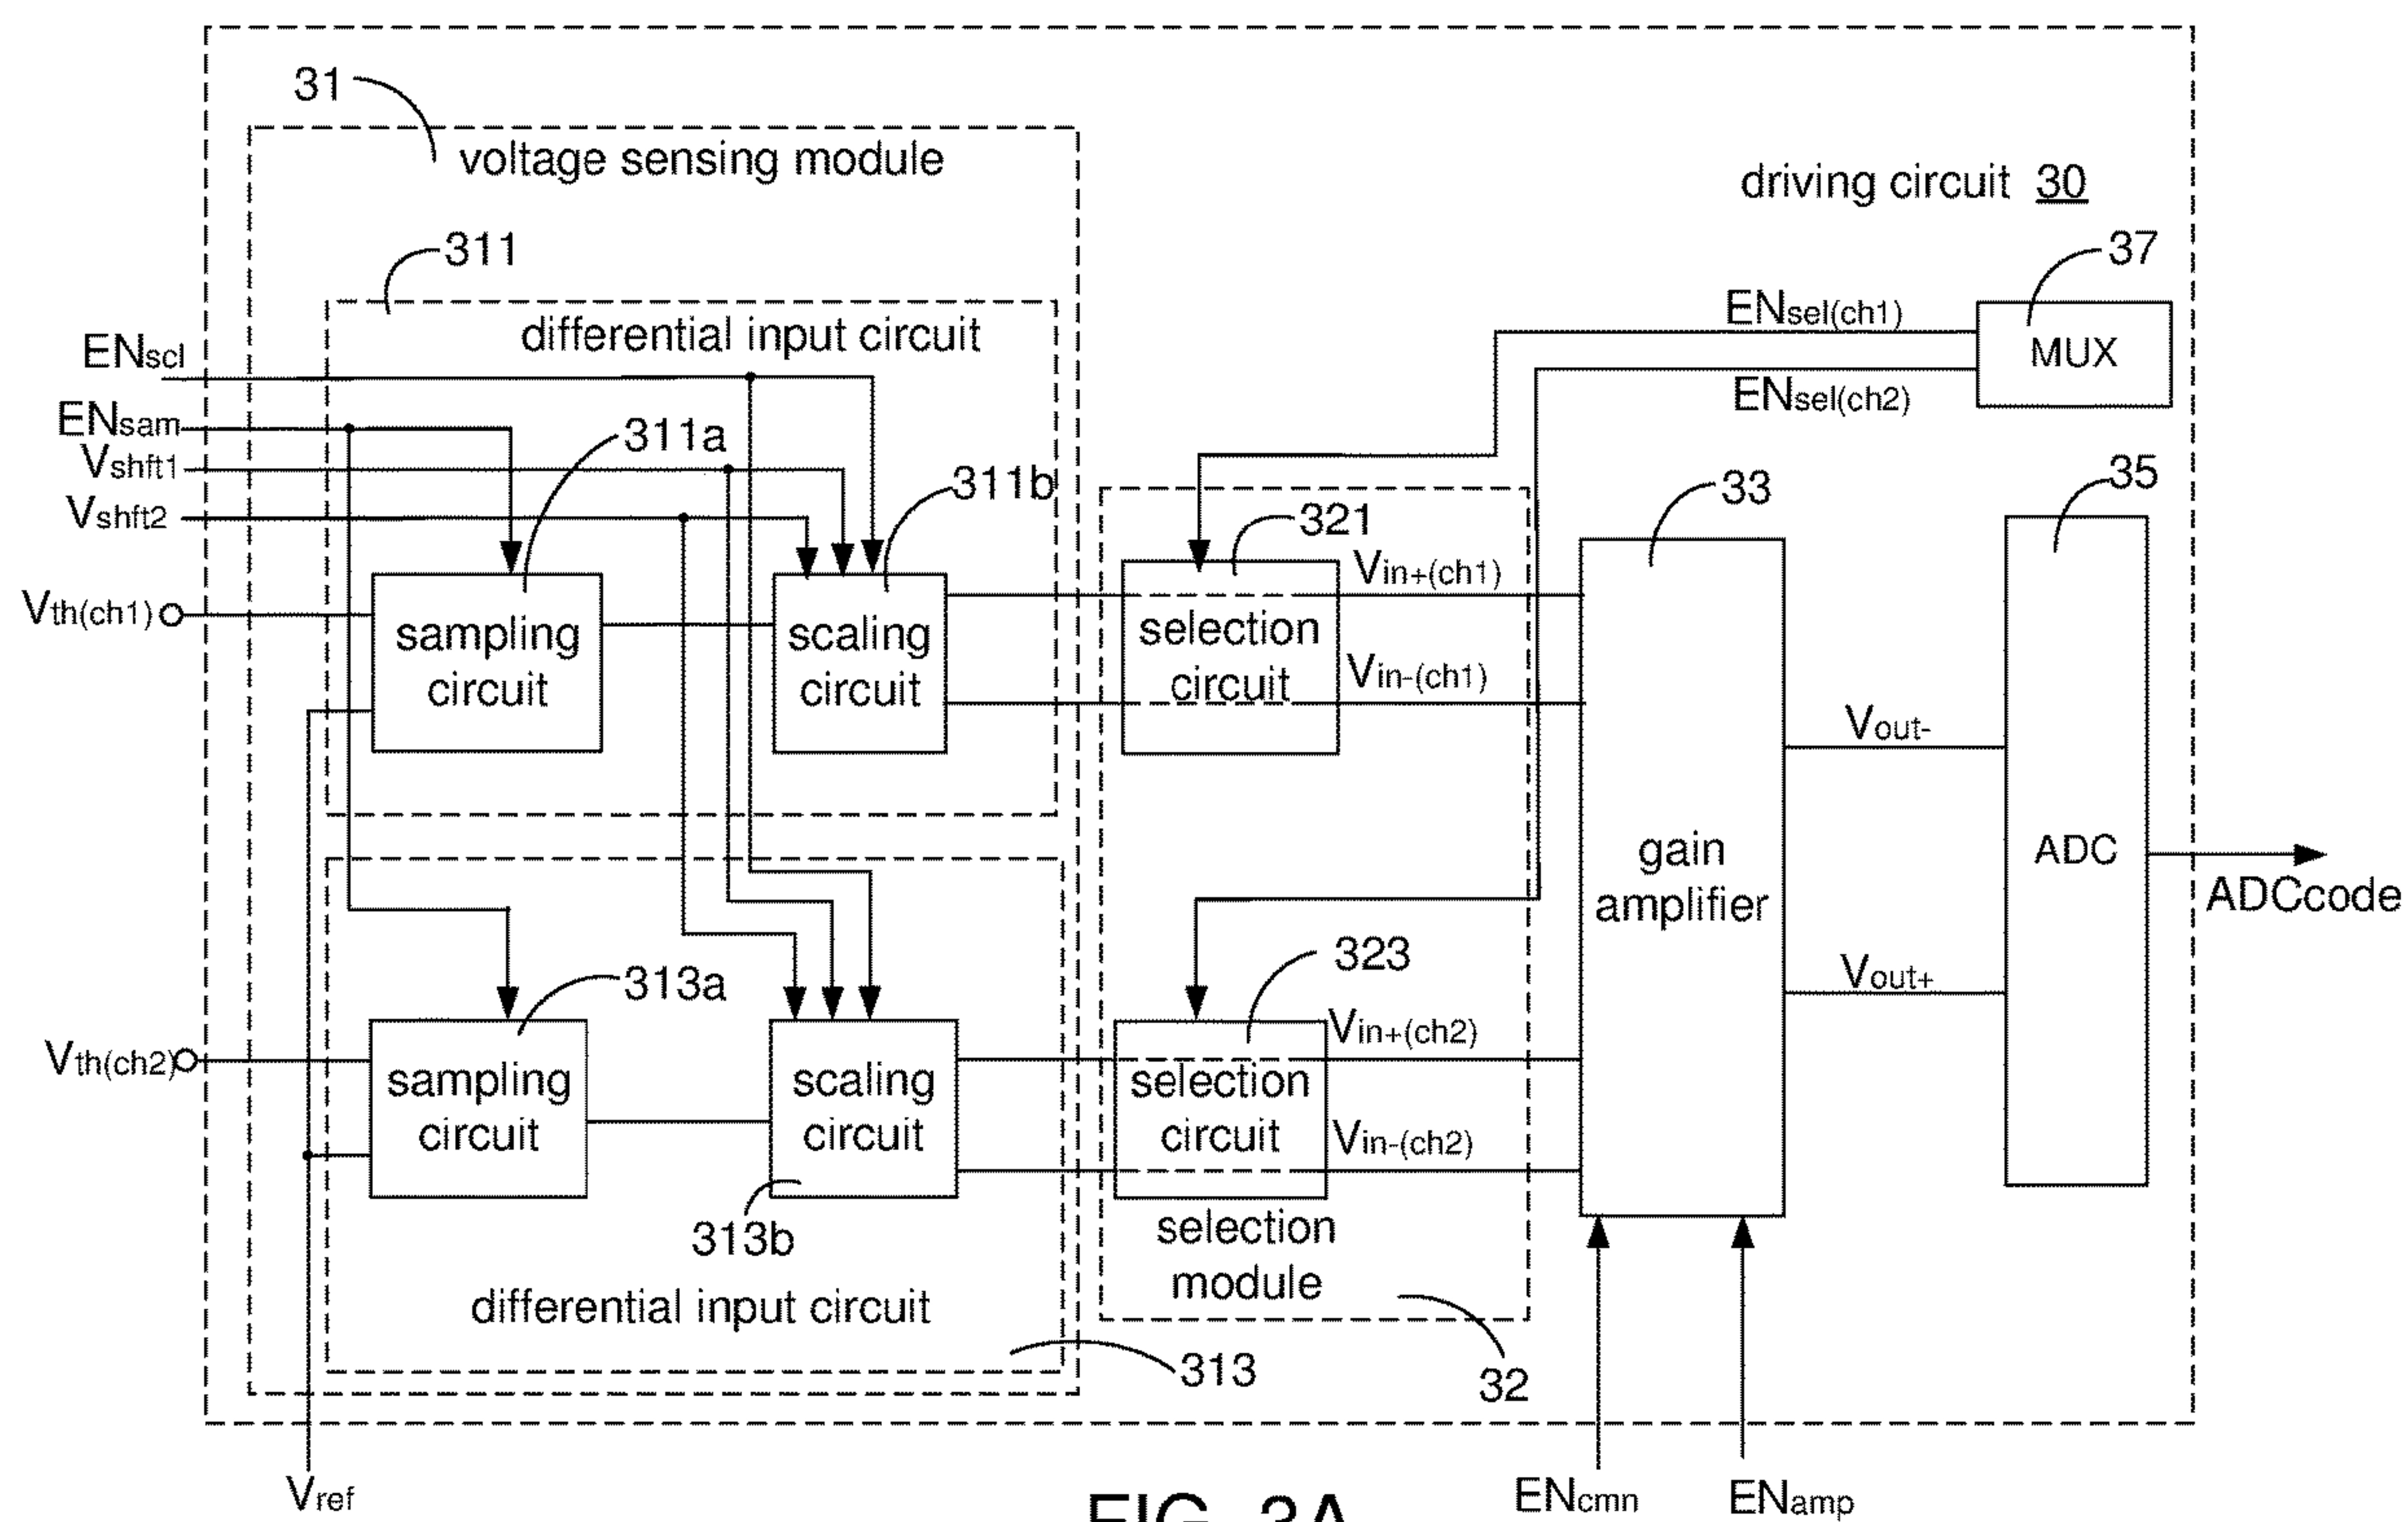 31
voltage sensing module
driving circuit 30
311
37
differential input circuit
ENsel(ch1)
MUX
ENscl
ENsel(ch2)
ENsam
311a
Vshft1
311b
33
35
Vshft2
321
Vin+(ch1)
Vth(ch1)
sampling
circuit
scaling
circuit
selection
circuit
Vin-(ch1)
Vout-
gain
amplifier
ADC
ADCcode
313a
323
Vout+
Vin+(ch2)
Vth(ch2)
sampling
circuit
scaling
circuit
selection
circuit
Vin-(ch2)
313b
selection
module
differential input circuit
313
32
Vref
ENcmn
ENamp
FIG. 3A